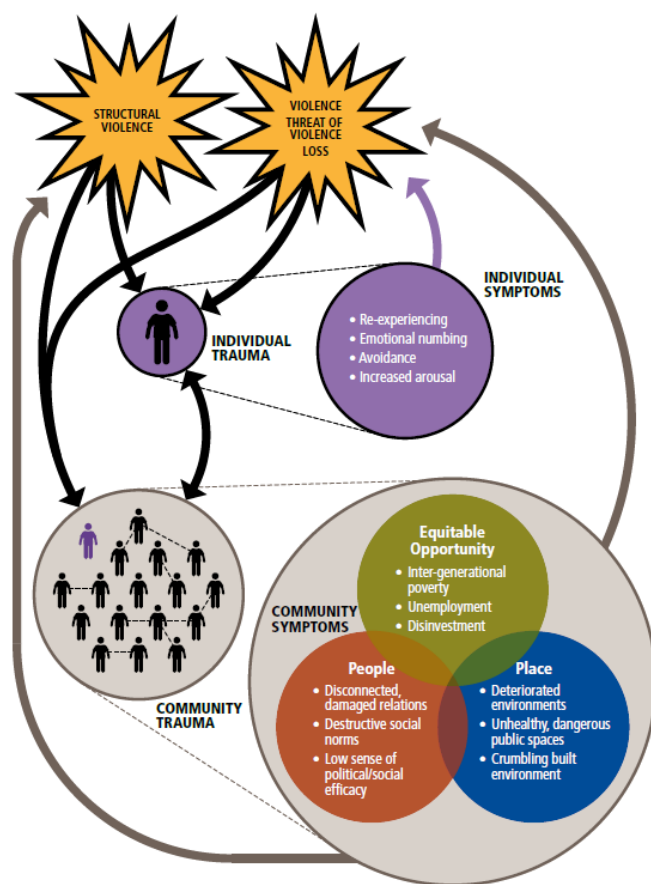 STRUCTURAL
VIOLENCE
VIOLENCE
THREAT OF
VIOLENCE
LOSS
INDIVIDUAL
SYMPTOMS
• Re-experiencing
• Emotional numbing
• Avoidance
• Increased arousal
INDIVIDUAL
TRAUMA
Equitable
Opportunity
• Inter-generational
poverty
• Unemployment
• Disinvestment
COMMUNITY
SYMPTOMS
People
• Disconnected,
damaged relations
• Destructive social
norms
• Low sense of
political/social
efficacy
Place
• Deteriorated
environments
• Unhealthy, dangerous
public spaces
• Crumbling built
environment
COMMUNITY
TRAUMA